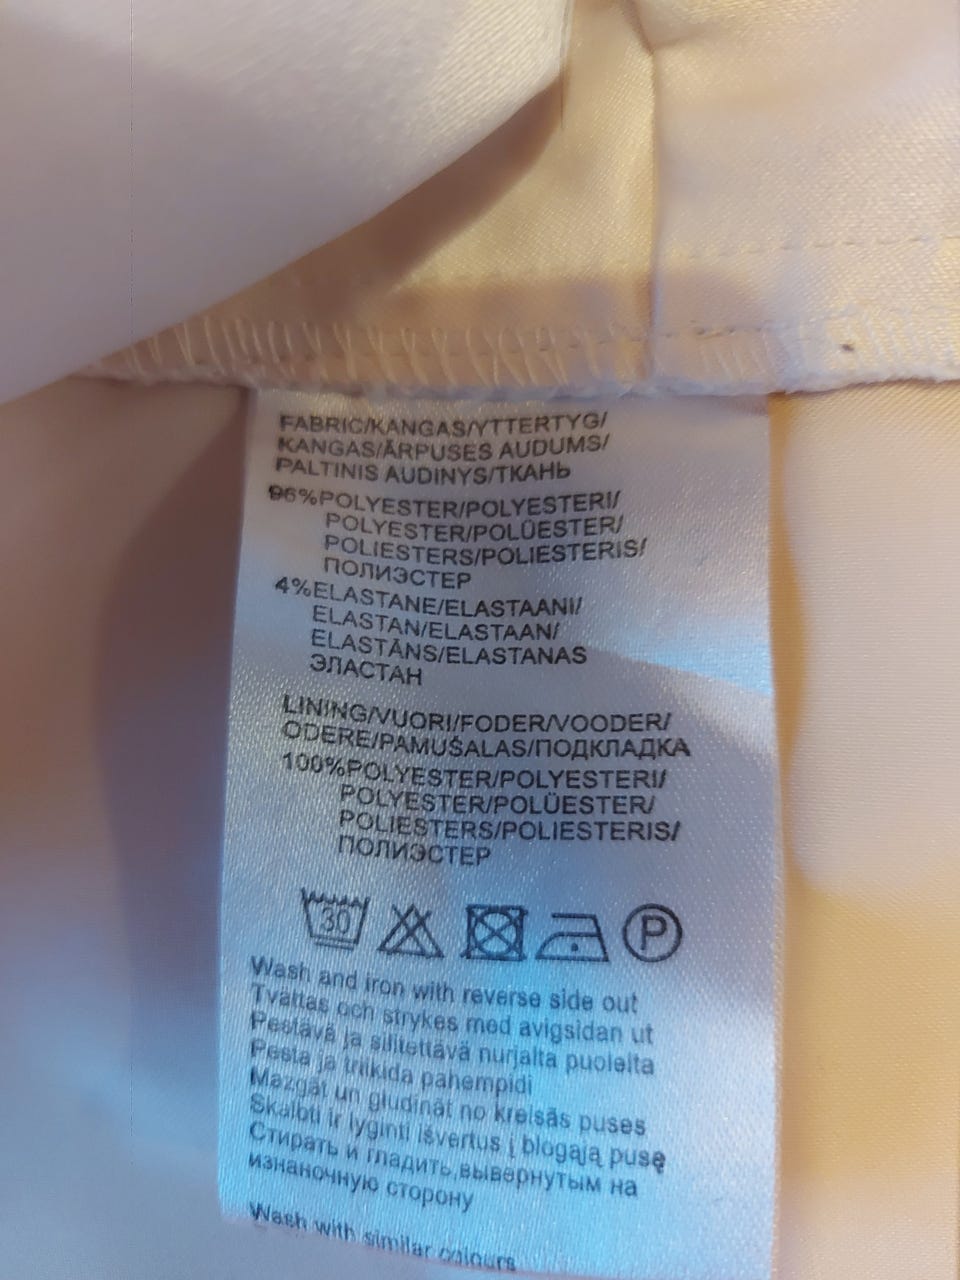 FABRIC/KANGAS/YTTERTYG/
KANGAS/ĀRPUSES AUDUMS/
PALTINIS AUDINYS/ТКАНЬ
96%POLYESTER/POLYESTERI/
POLYESTER/POLÜESTER/
POLIESTERS/POLIESTERIS/
ПОЛИЭСТЕР
4%ELASTANE/ELASTAANI/
ELASTAN/ELASTAAN/
ELASTĀNS/ELASTANAS
ЭЛАСТАН
LINING/VUORI/FODER/VOODER/
ODERE/PAMUŠALAS/ПОДКЛАДКА
100%POLYESTER/POLYESTERI/
POLYESTER/POLÜESTER/
POLIESTERS/POLIESTERIS/
ПОЛИЭСТЕР
30 P
Wash and iron with reverse side out
Tvättas och strykes med avigsidan ut
Pestävä ja silitettävä nurjalta puolelta
Pesta ja triikida pahempidi
Mazgāt un gludināt no kreisās puses
Skalbti ir lyginti išvertus į blogąją pusę
Стирать и гладить,вывернутым на
изнаночную сторону
Wash with similar colours